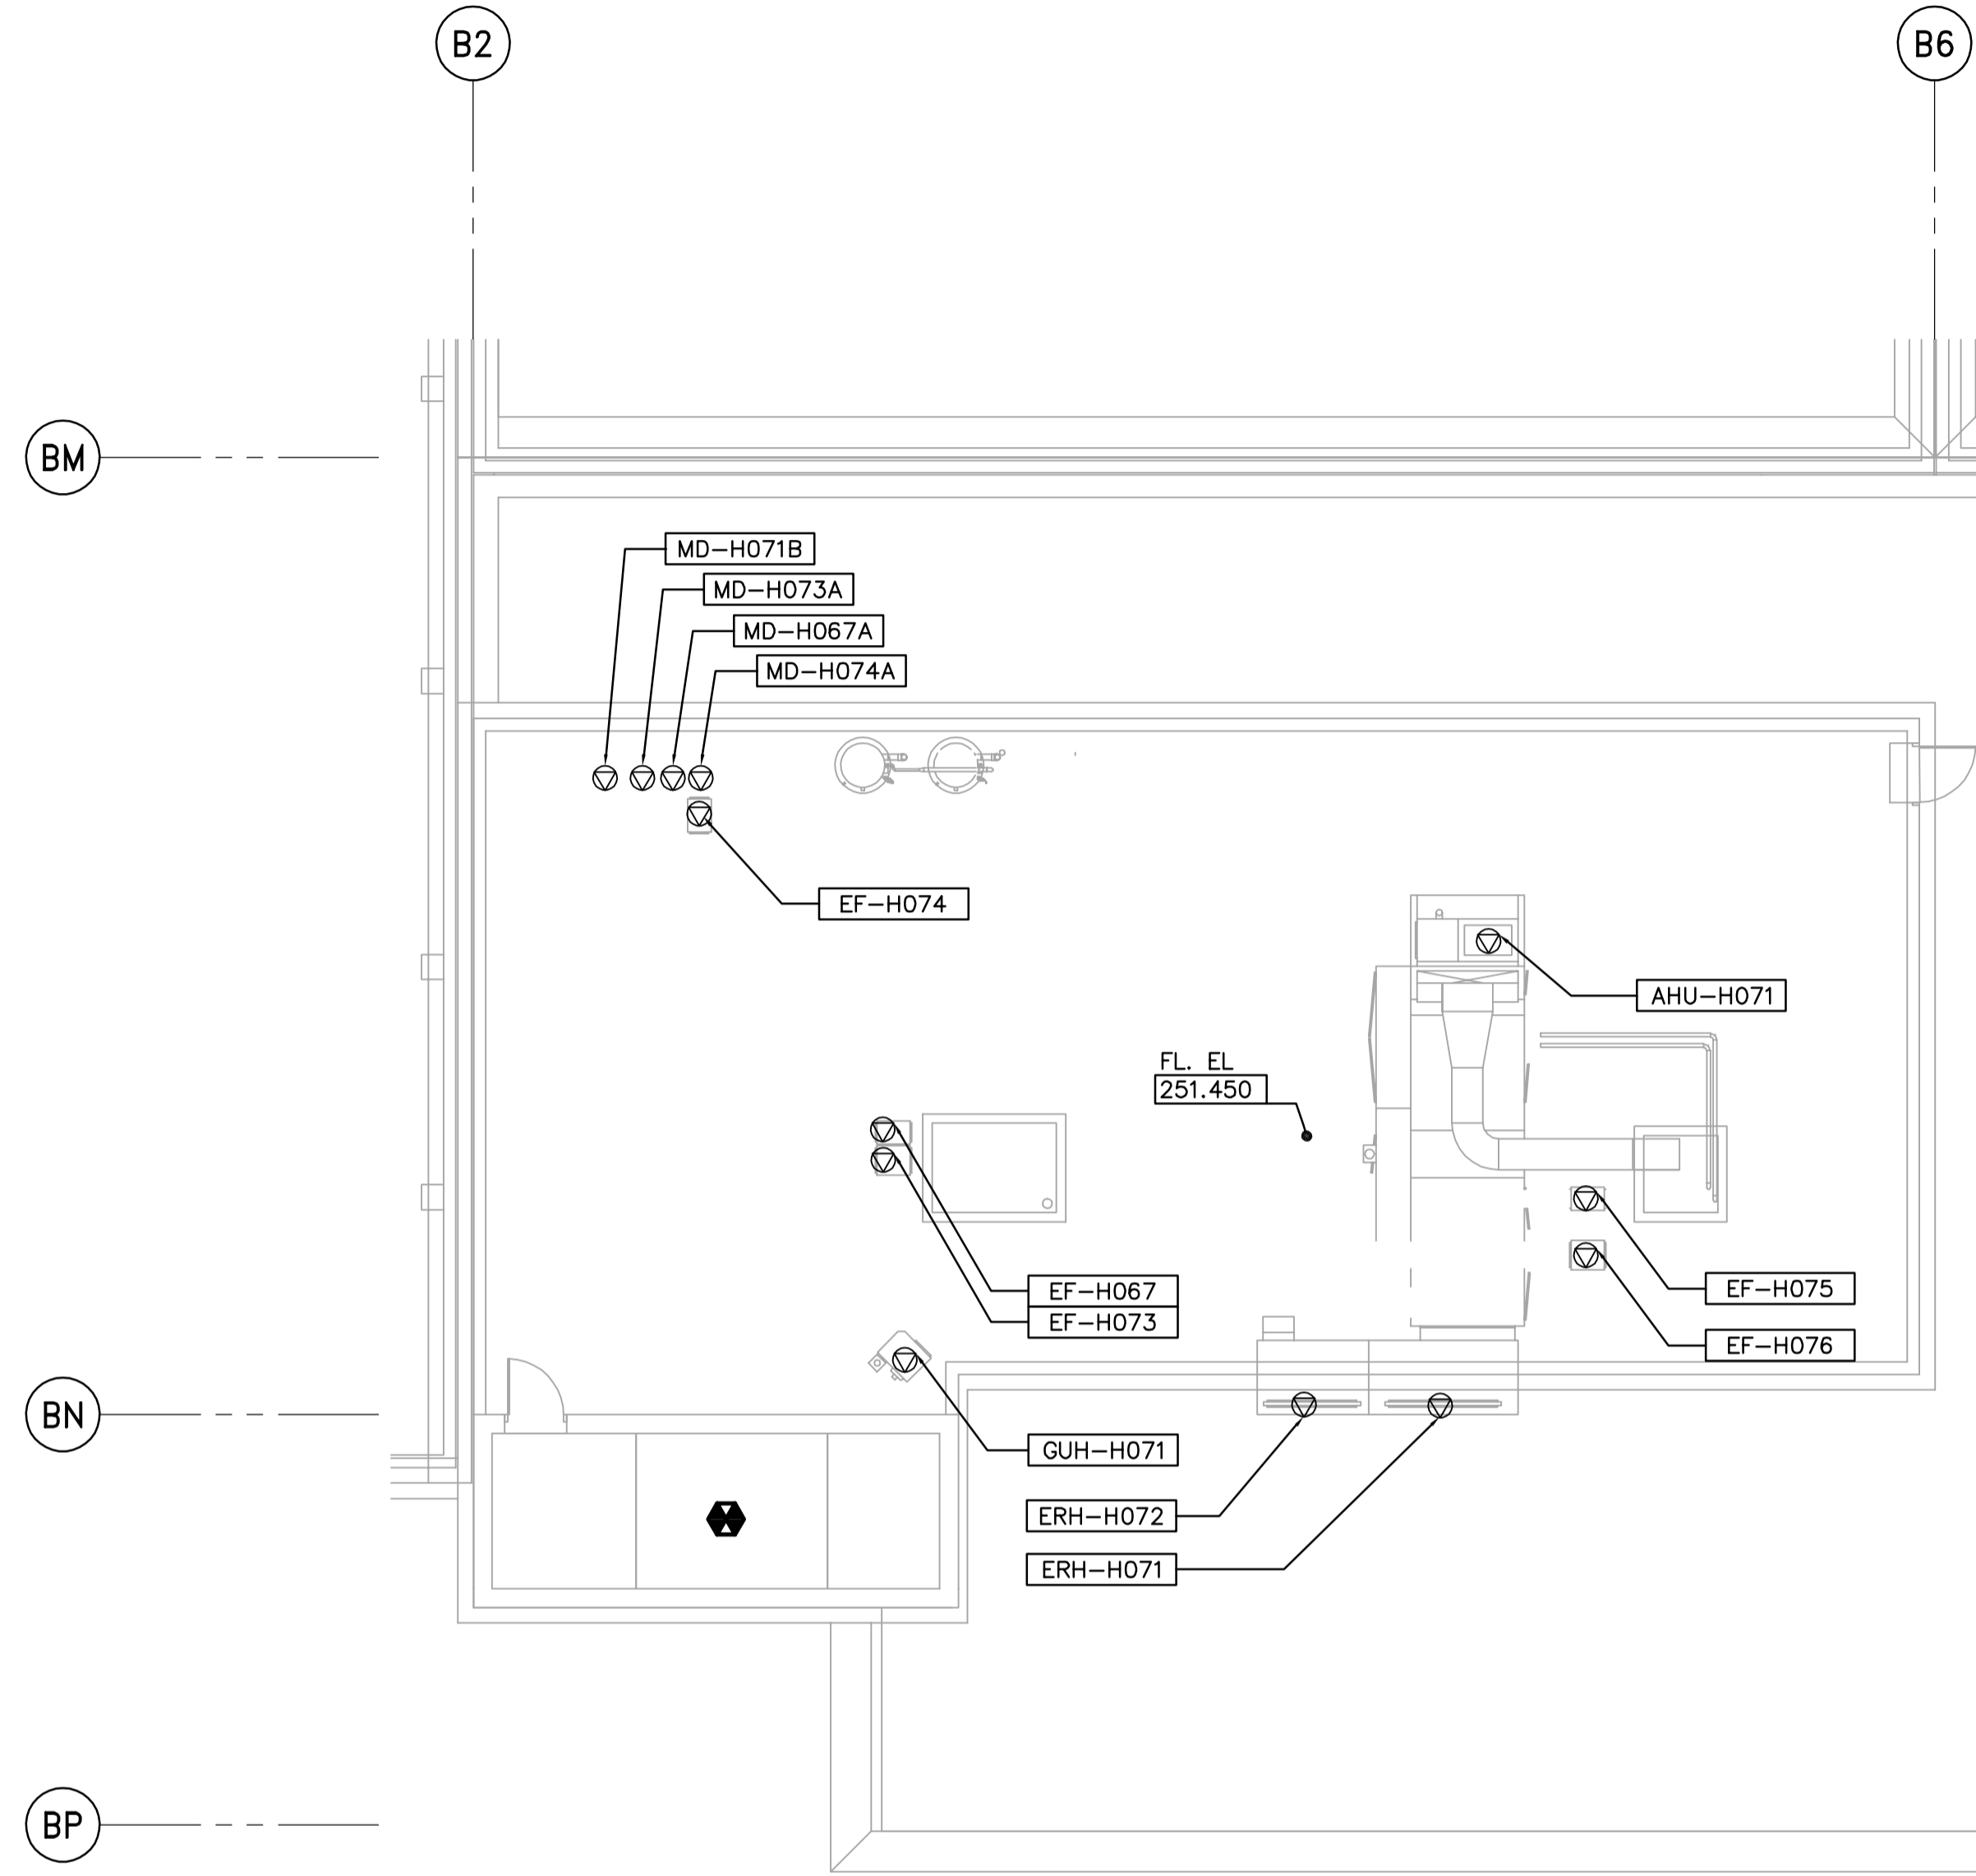 B2
B6
BM
MD-H071B
MD-H073A
MD-H067A
MD-H074A
EF-H074
AHU-H071
FL. EL
251.450
EF-H067
EF-H073
EF-H075
EF-H076
BN
GUH-H071
ERH-H072
ERH-H071
BP